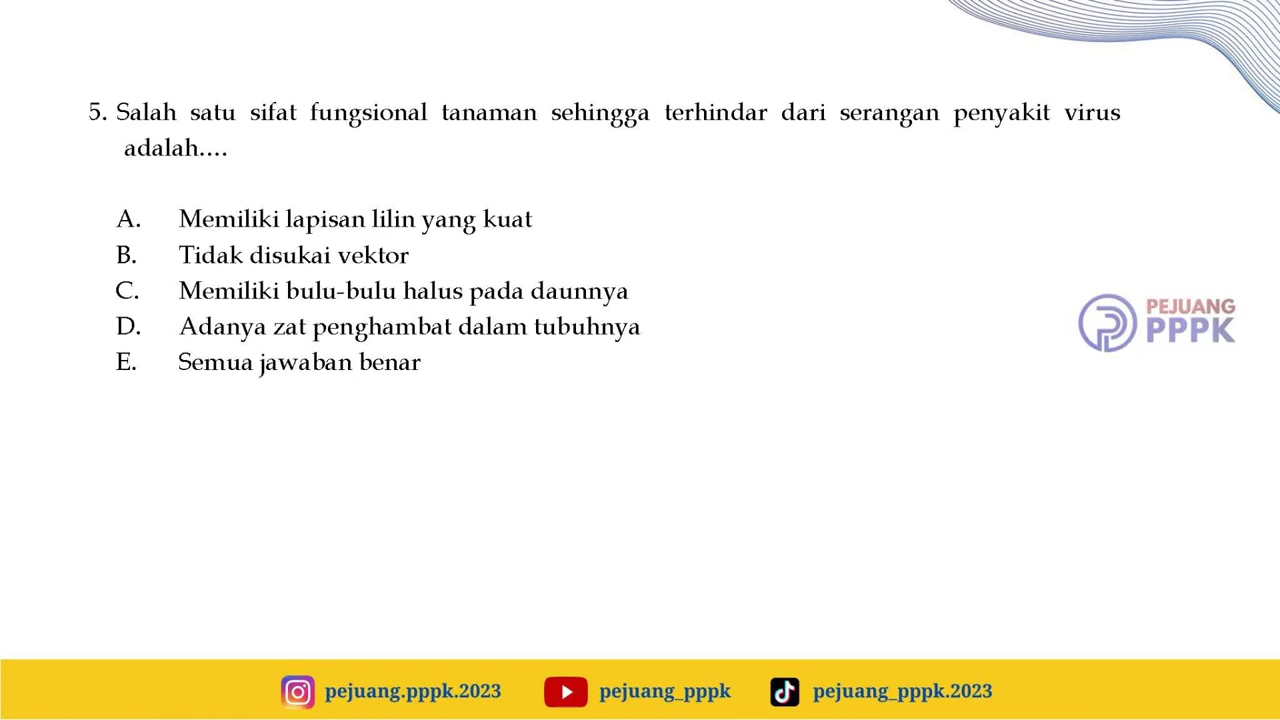 5. Salah satu sifat fungsional tanaman sehingga terhindar dari serangan penyakit virus
adalah....
A. Memiliki lapisan lilin yang kuat
B. Tidak disukai vektor
C. Memiliki bulu-bulu halus pada daunnya
D. Adanya zat penghambat dalam tubuhnya
E. Semua jawaban benar
PEJUANG
PPPK
pejuang.pppk.2023 pejuang_pppk pejuang_pppk.2023